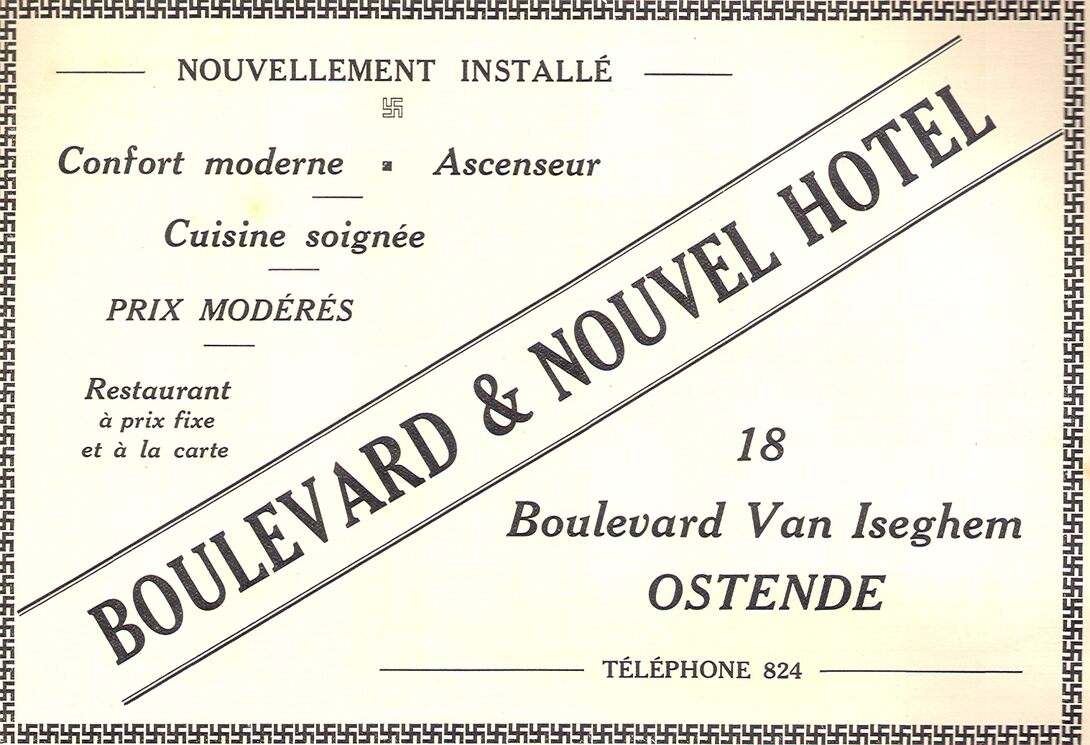 NOUVELLEMENT INSTALLÉ
Confort moderne ▪ Ascenseur
Cuisine soignée
PRIX MODÉRÉS
Restaurant
à prix fixe
et à la carte
BOULEVARD & NOUVEL HOTEL
18
Boulevard Van Iseghem
OSTENDE
TÉLÉPHONE 824